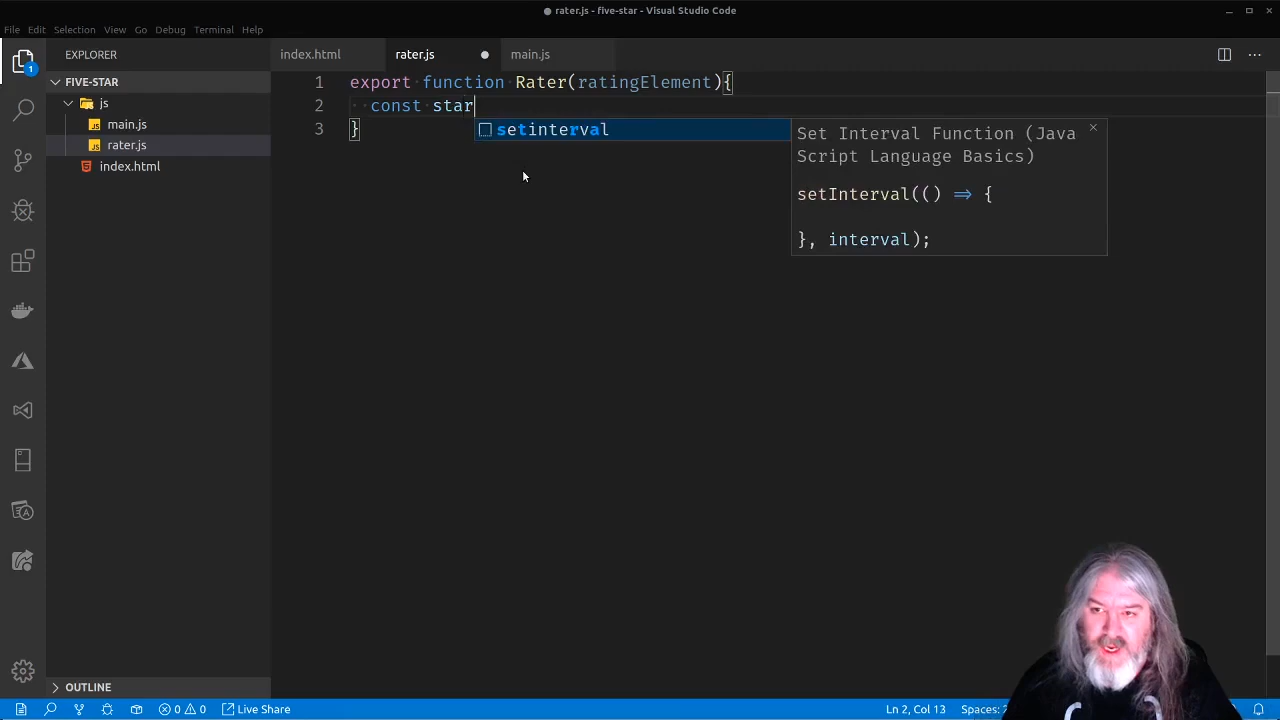 ● rater.js - five-star - Visual Studio Code
File Edit Selection View Go Debug Terminal Help
EXPLORER
index.html
rater.js ●
main.js
1
FIVE-STAR
js
JS main.js
JS rater.js
index.html
OUTLINE
1 export function Rater(ratingElement){
2 const star
3 }
setinterval
Set Interval Function (Java
Script Language Basics)
setInterval(() => {
}, interval);
0 0
Live Share
Ln 2, Col 13
Spaces: